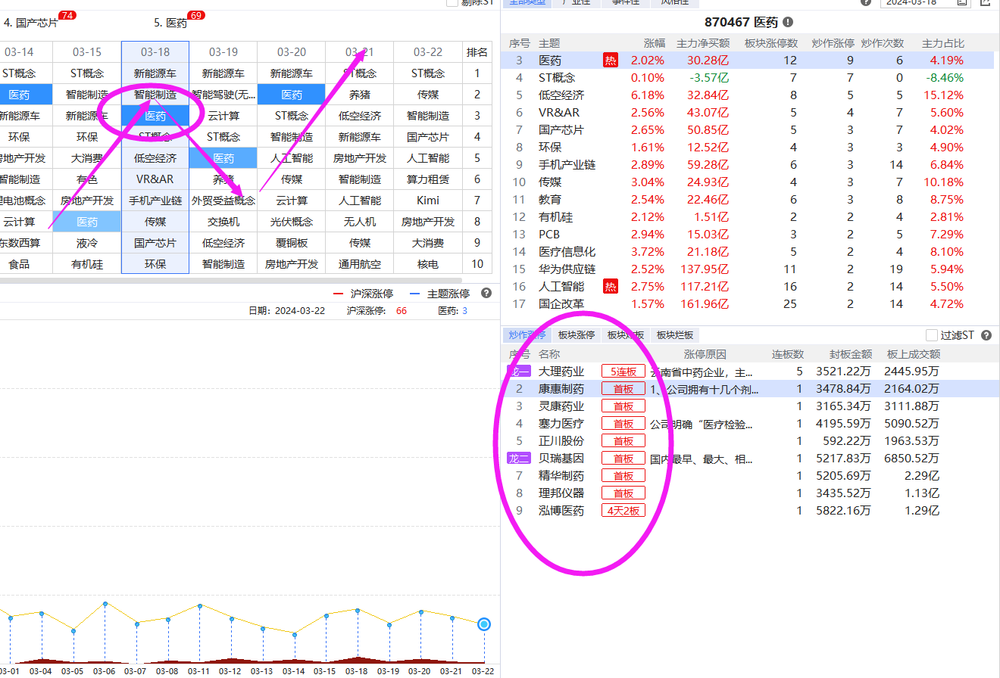 剔除ST
4. 国产芯片 74 5. 医药 69
03-14 03-15 03-18 03-19 03-20 03-21 03-22 排名
ST概念 ST概念 新能源车 新能源车 新能源车 ST概念 ST概念 1
医药 智能制造 智能制造 智能驾驶(无... 医药 养猪 传媒 2
新能源车 新能源车 医药 云计算 ST概念 低空经济 智能制造 3
环保 环保 ST概念 ST概念 智能制造 新能源车 国产芯片 4
房地产开发 大消费 低空经济 医药 人工智能 房地产开发 人工智能 5
智能制造 有色 VR&AR 养猪 传媒 智能制造 算力租赁 6
电池概念 房地产开发 手机产业链 外贸受益概念 云计算 人工智能 Kimi 7
云计算 医药 传媒 交换机 光伏概念 无人机 房地产开发 8
东数西算 液冷 国产芯片 低空经济 覆铜板 传媒 大消费 9
食品 有机硅 环保 智能制造 房地产开发 通用航空 核电 10
沪深涨停 主题涨停 ?
日期: 2024-03-22 沪深涨停: 66 医药: 3
03-01 03-04 03-05 03-06 03-07 03-08 03-11 03-12 03-13 03-14 03-15 03-18 03-19 03-20 03-21 03-22
全部类型 产业性 事件性 风格性 ? 2024-03-18
870467 医药
序号 主题 涨幅 主力净买额 板块涨停数 炒作涨停 炒作次数 主力占比
3 医药 热 2.02% 30.28亿 12 9 6 4.19%
4 ST概念 0.10% -3.57亿 7 7 0 -8.46%
5 低空经济 6.18% 32.84亿 8 5 5 15.12%
6 VR&AR 2.56% 43.07亿 5 4 7 5.60%
7 国产芯片 2.65% 50.85亿 5 3 7 4.02%
8 环保 1.61% 12.52亿 4 3 3 4.90%
9 手机产业链 2.89% 59.28亿 6 3 14 6.84%
10 传媒 3.04% 24.93亿 4 3 7 10.18%
11 教育 2.54% 22.46亿 6 3 8 8.75%
12 有机硅 2.12% 1.51亿 2 2 4 2.81%
13 PCB 2.94% 15.03亿 3 2 5 7.29%
14 医疗信息化 3.72% 21.18亿 5 2 4 8.10%
15 华为供应链 2.52% 137.95亿 11 2 19 5.94%
16 人工智能 热 2.75% 117.21亿 16 2 14 5.50%
17 国企改革 1.57% 161.96亿 25 2 14 4.72%
炒作涨停 板块涨停 板块炸板 板块烂板 过滤ST ?
序号 名称 涨停原因 连板数 封板金额 板上成交额
龙一 大理药业 5连板 云南省中药企业，主... 5 3521.22万 2445.95万
2 康惠制药 首板 1、公司拥有十几个剂... 1 3478.84万 2164.02万
3 灵康药业 首板 1 3165.34万 3111.88万
4 塞力医疗 首板 公司明确“医疗检验... 1 4195.59万 5090.52万
5 正川股份 首板 1 592.22万 1963.53万
龙二 贝瑞基因 首板 国内最早、最大、相... 1 5217.83万 6850.52万
7 精华制药 首板 1 5205.69万 2.29亿
8 理邦仪器 首板 1 3435.52万 1.13亿
9 泓博医药 4天2板 1 5822.16万 1.29亿